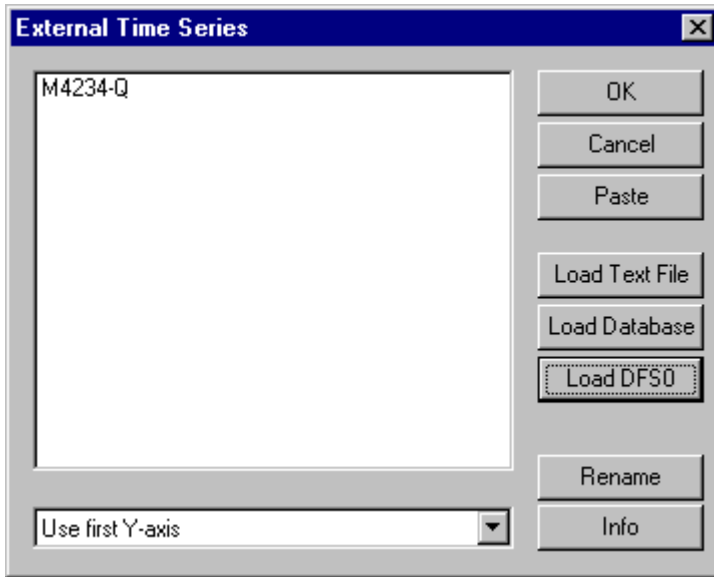 External Time Series
M4234-Q
OK
Cancel
Paste
Load Text File
Load Database
Load DFS0
Rename
Use first Y-axis
Info